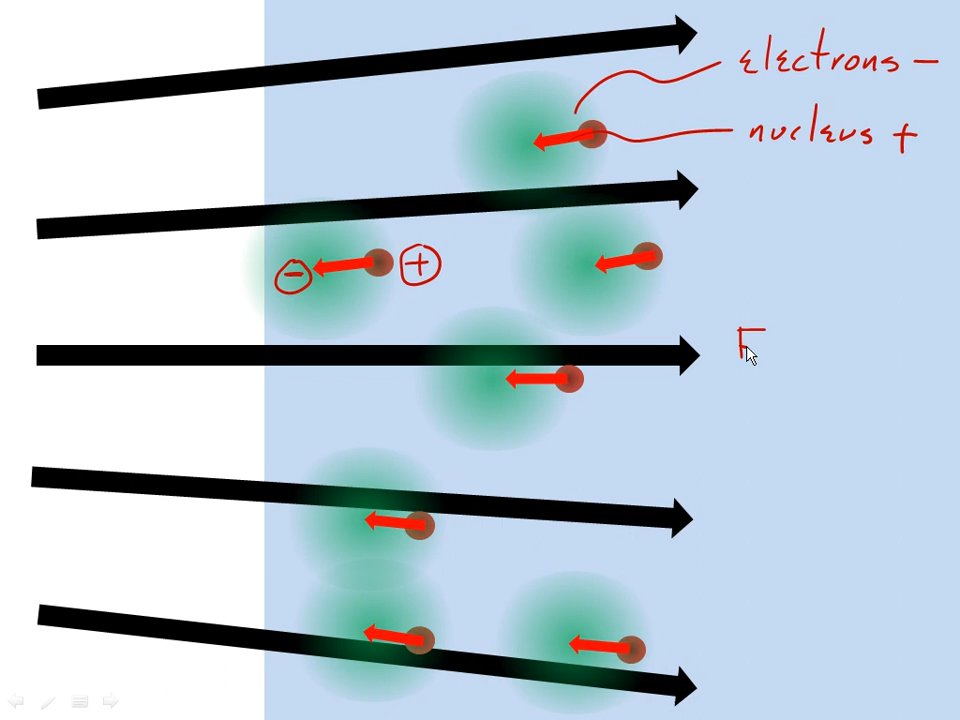 electrons −
nucleus +
− +
F